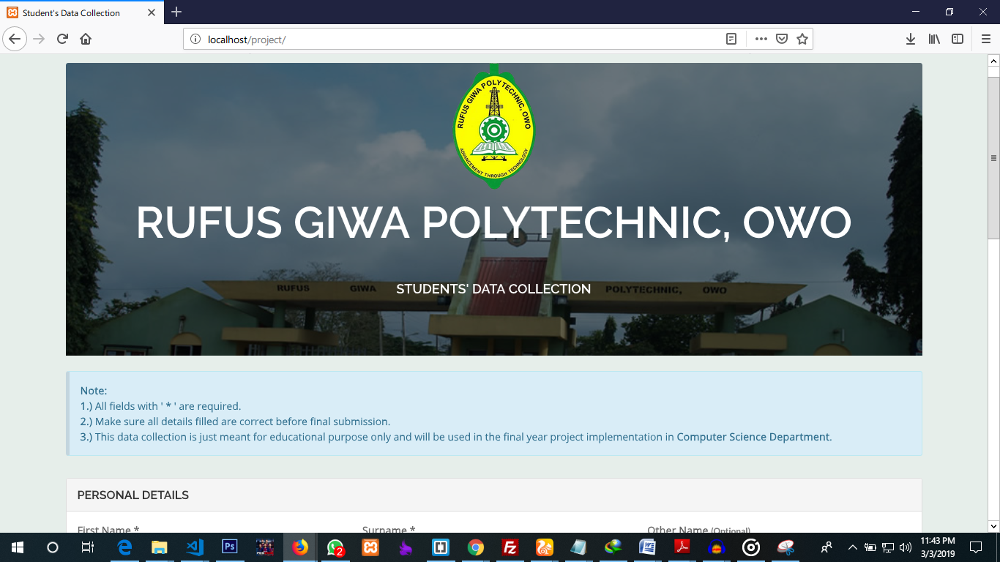 Student's Data Collection
localhost/project/
RUFUS GIWA POLYTECHNIC, OWO
ADVANCEMENT THROUGH TECHNOLOGY
RUFUS GIWA POLYTECHNIC, OWO
STUDENTS' DATA COLLECTION
RUFUS GIWA POLYTECHNIC, OWO
Note:
1.) All fields with ' * ' are required.
2.) Make sure all details filled are correct before final submission.
3.) This data collection is just meant for educational purpose only and will be used in the final year project implementation in Computer Science Department.
PERSONAL DETAILS
First Name * Surname * Other Name (Optional)
Ps
2
11:43 PM
3/3/2019